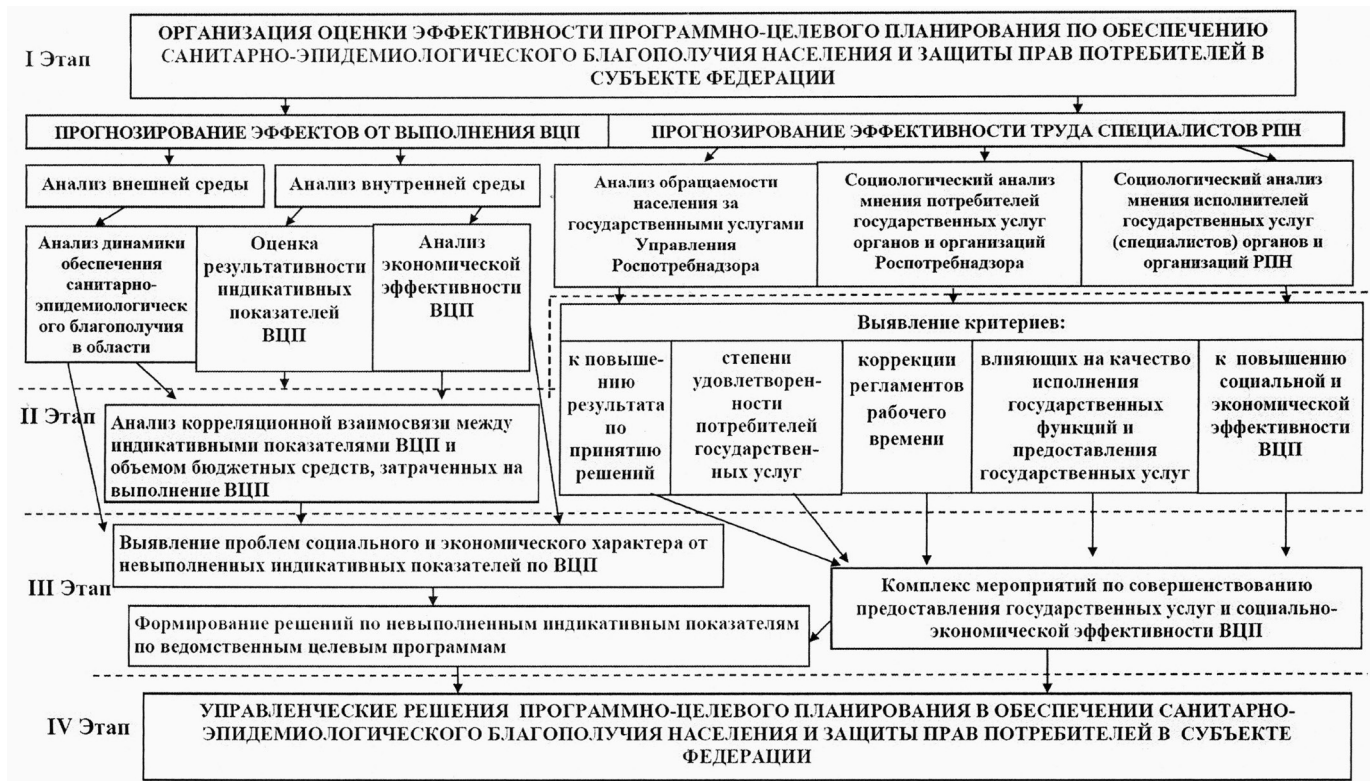 I Этап
ОРГАНИЗАЦИЯ ОЦЕНКИ ЭФФЕКТИВНОСТИ ПРОГРАММНО-ЦЕЛЕВОГО ПЛАНИРОВАНИЯ ПО ОБЕСПЕЧЕНИЮ
САНИТАРНО-ЭПИДЕМИОЛОГИЧЕСКОГО БЛАГОПОЛУЧИЯ НАСЕЛЕНИЯ И ЗАЩИТЫ ПРАВ ПОТРЕБИТЕЛЕЙ В
СУБЪЕКТЕ ФЕДЕРАЦИИ
ПРОГНОЗИРОВАНИЕ ЭФФЕКТОВ ОТ ВЫПОЛНЕНИЯ ВЦП
ПРОГНОЗИРОВАНИЕ ЭФФЕКТИВНОСТИ ТРУДА СПЕЦИАЛИСТОВ РПН
Анализ внешней среды
Анализ внутренней среды
Анализ динамики
обеспечения
санитарно-
эпидемиологическ
ого благополучия
в области
Оценка
результативности
индикативных
показателей
ВЦП
Анализ
экономической
эффективности
ВЦП
Анализ обращаемости
населения за
государственными услугами
Управления
Роспотребнадзора
Социологический анализ
мнения потребителей
государственных услуг
органов и организаций
Роспотребнадзора
Социологический анализ
мнения исполнителей
государственных услуг
(специалистов) органов и
организаций РПН
II Этап
Выявление критериев:
к повыше-
нию
результата
по
принятию
решений
степени
удовлетворен-
ности
потребителей
государствен-
ных услуг
коррекции
регламентов
рабочего
времени
влияющих на качество
исполнения
государственных
функций и
предоставления
государственных услуг
к повышению
социальной и
экономической
эффективности
ВЦП
Анализ корреляционной взаимосвязи между
индикативными показателями ВЦП и
объемом бюджетных средств, затраченных на
выполнение ВЦП
III Этап
Выявление проблем социального и экономического характера от
невыполненных индикативных показателей по ВЦП
Формирование решений по невыполненным индикативным показателям
по ведомственным целевым программам
Комплекс мероприятий по совершенствованию
предоставления государственных услуг и социально-
экономической эффективности ВЦП
IV Этап
УПРАВЛЕНЧЕСКИЕ РЕШЕНИЯ ПРОГРАММНО-ЦЕЛЕВОГО ПЛАНИРОВАНИЯ В ОБЕСПЕЧЕНИИ САНИТАРНО-
ЭПИДЕМИОЛОГИЧЕСКОГО БЛАГОПОЛУЧИЯ НАСЕЛЕНИЯ И ЗАЩИТЫ ПРАВ ПОТРЕБИТЕЛЕЙ В СУБЪЕКТЕ
ФЕДЕРАЦИИ